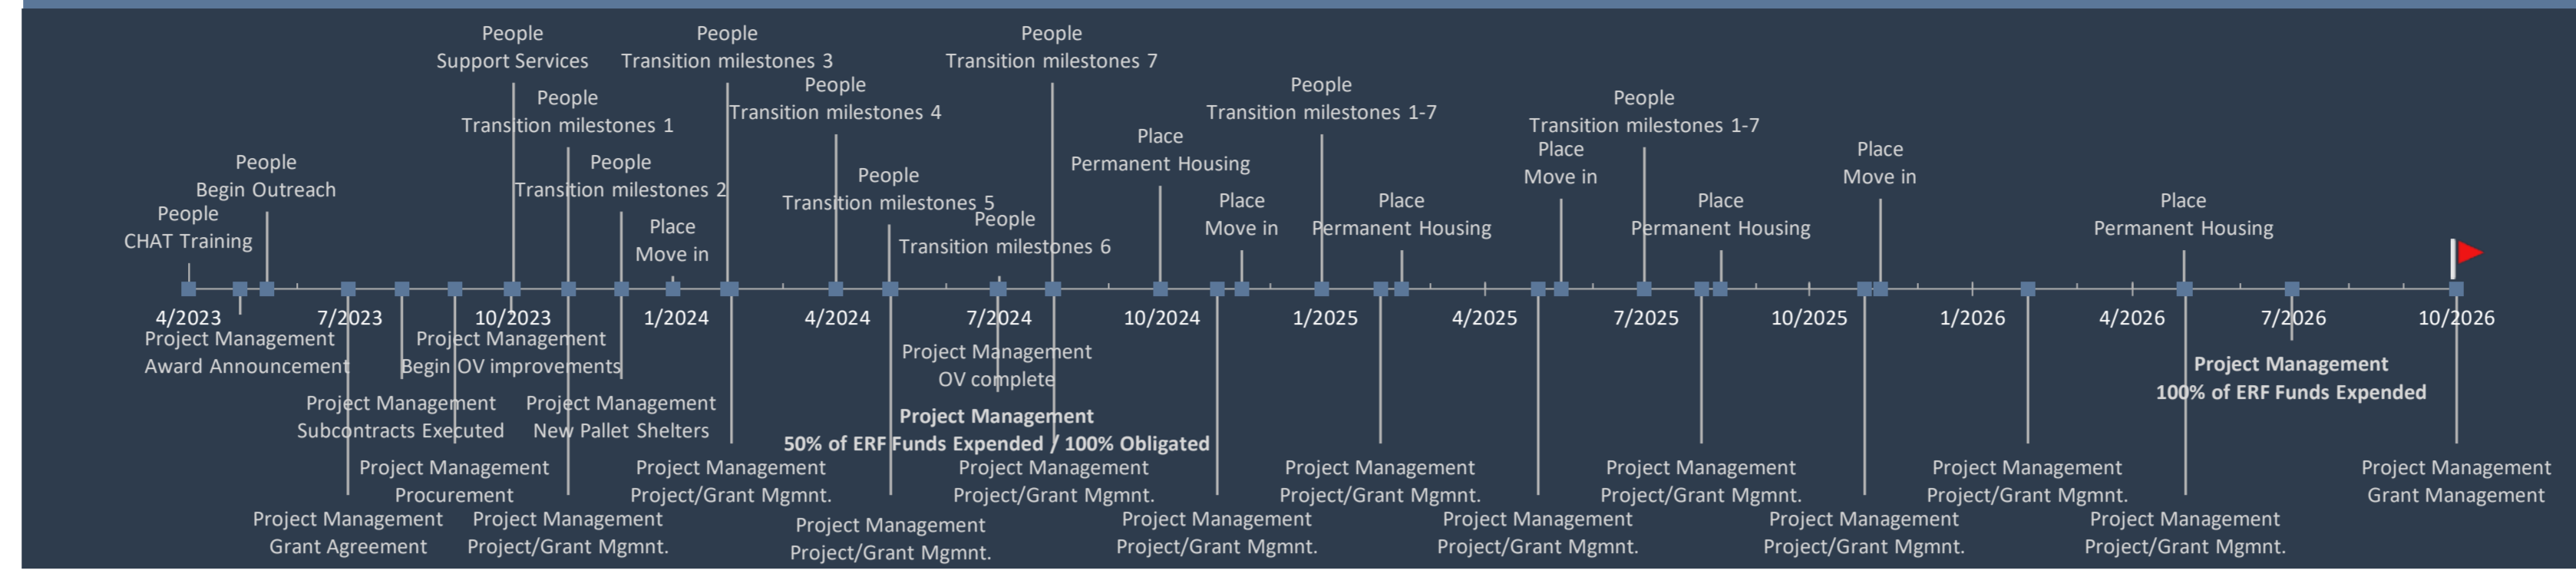 People
Support Services
People
Transition milestones 3
People
Transition milestones 7
People
Transition milestones 4
People
Transition milestones 1-7
People
Transition milestones 1
People
Transition milestones 1-7
Place
Permanent Housing
Place
Move in
Place
Move in
People
Begin Outreach
People
Transition milestones 2
People
Transition milestones 5
Place
Move in
Place
Permanent Housing
Place
Permanent Housing
Place
Permanent Housing
People
CHAT Training
People
Transition milestones 6
Place
Move in
4/2023
7/2023
10/2023
1/2024
4/2024
7/2024
10/2024
1/2025
4/2025
7/2025
10/2025
1/2026
4/2026
7/2026
10/2026
Project Management
Award Announcement
Project Management
Begin OV improvements
Project Management
OV complete
Project Management
100% of ERF Funds Expended
Project Management
Subcontracts Executed
Project Management
New Pallet Shelters
Project Management
50% of ERF Funds Expended / 100% Obligated
Project Management
Procurement
Project Management
Project/Grant Mgmnt.
Project Management
Project/Grant Mgmnt.
Project Management
Project/Grant Mgmnt.
Project Management
Project/Grant Mgmnt.
Project Management
Project/Grant Mgmnt.
Project Management
Grant Management
Project Management
Grant Agreement
Project Management
Project/Grant Mgmnt.
Project Management
Project/Grant Mgmnt.
Project Management
Project/Grant Mgmnt.
Project Management
Project/Grant Mgmnt.
Project Management
Project/Grant Mgmnt.
Project Management
Project/Grant Mgmnt.